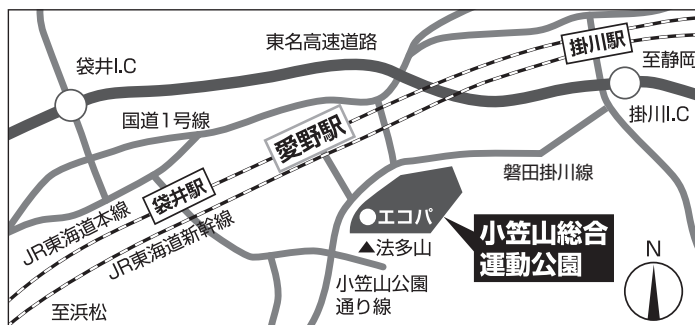 東名高速道路
掛川駅
至静岡
袋井I.C
掛川I.C
国道1号線
愛野駅
磐田掛川線
袋井駅
JR東海道本線
JR東海道新幹線
エコパ
▲法多山
小笠山総合
運動公園
小笠山公園
通り線
至浜松
N